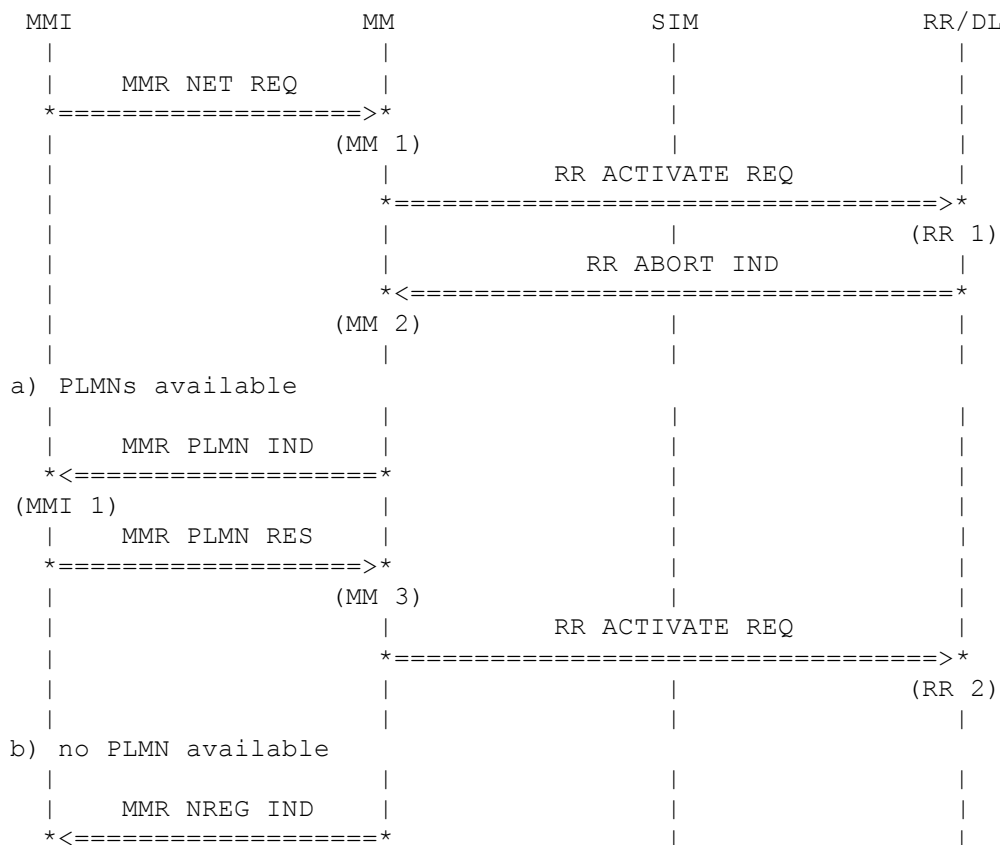 MMI MM SIM RR/DL
MMR NET REQ
(MM 1)
RR ACTIVATE REQ
(RR 1)
RR ABORT IND
(MM 2)
a) PLMNs available
MMR PLMN IND
(MMI 1)
MMR PLMN RES
(MM 3)
RR ACTIVATE REQ
(RR 2)
b) no PLMN available
MMR NREG IND